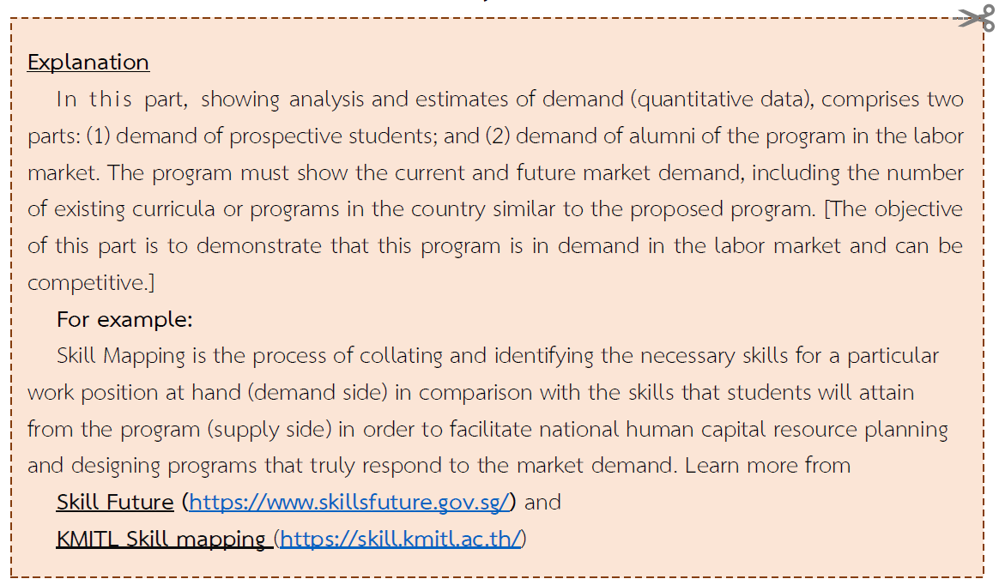 Explanation
In this part, showing analysis and estimates of demand (quantitative data), comprises two
parts: (1) demand of prospective students; and (2) demand of alumni of the program in the labor
market. The program must show the current and future market demand, including the number
of existing curricula or programs in the country similar to the proposed program. [The objective
of this part is to demonstrate that this program is in demand in the labor market and can be
competitive.]
For example:
Skill Mapping is the process of collating and identifying the necessary skills for a particular
work position at hand (demand side) in comparison with the skills that students will attain
from the program (supply side) in order to facilitate national human capital resource planning
and designing programs that truly respond to the market demand. Learn more from
Skill Future (https://www.skillsfuture.gov.sg/) and
KMITL Skill mapping (https://skill.kmitl.ac.th/)